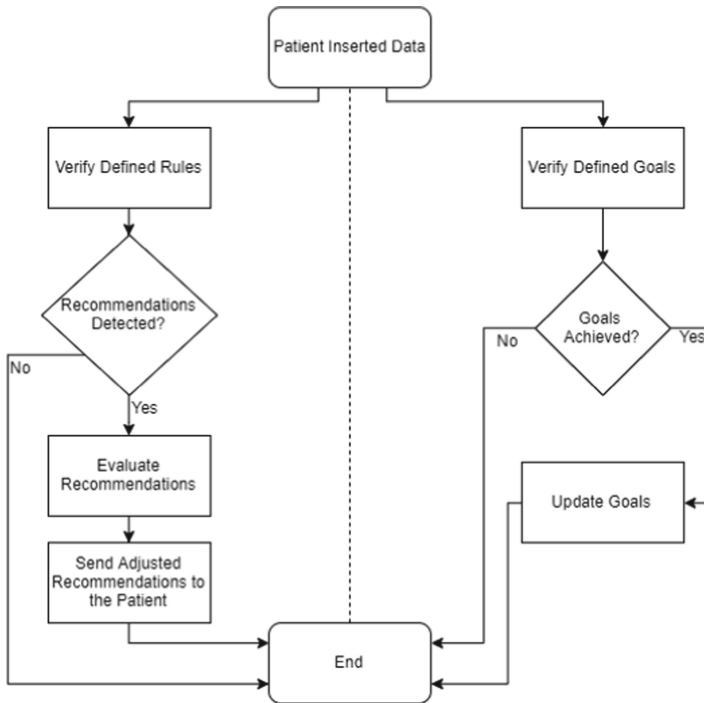 Patient Inserted Data
Verify Defined Rules
Verify Defined Goals
Recommendations
Detected?
Goals
Achieved?
No
Yes
No
Yes
Evaluate
Recommendations
Update Goals
Send Adjusted
Recommendations to
the Patient
End